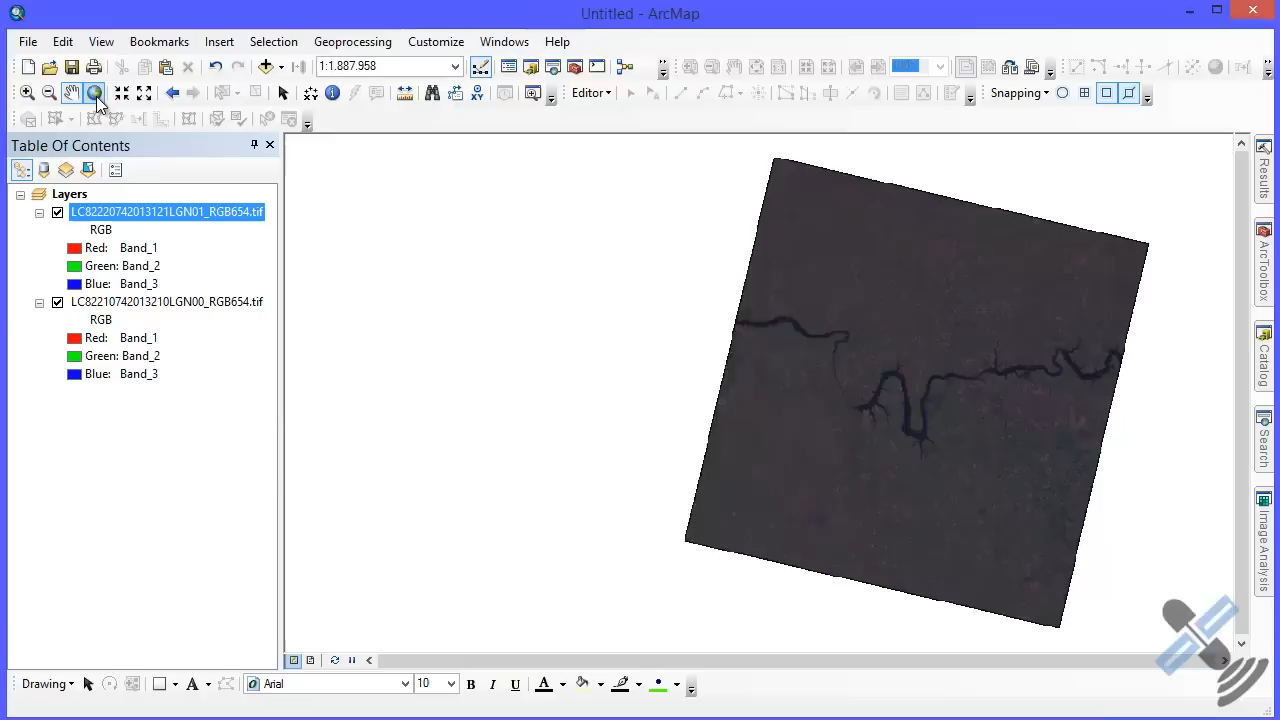 Untitled - ArcMap
File Edit View Bookmarks Insert Selection Geoprocessing Customize Windows Help
1:1.887.958
Editor
Snapping
Table Of Contents
Layers
LC82220742013121LGN01_RGB654.tif
RGB
Red: Band_1
Green: Band_2
Blue: Band_3
LC82210742013210LGN00_RGB654.tif
RGB
Red: Band_1
Green: Band_2
Blue: Band_3
Results
ArcToolbox
Catalog
Search
Image Analysis
Drawing A Arial 10 B I U A